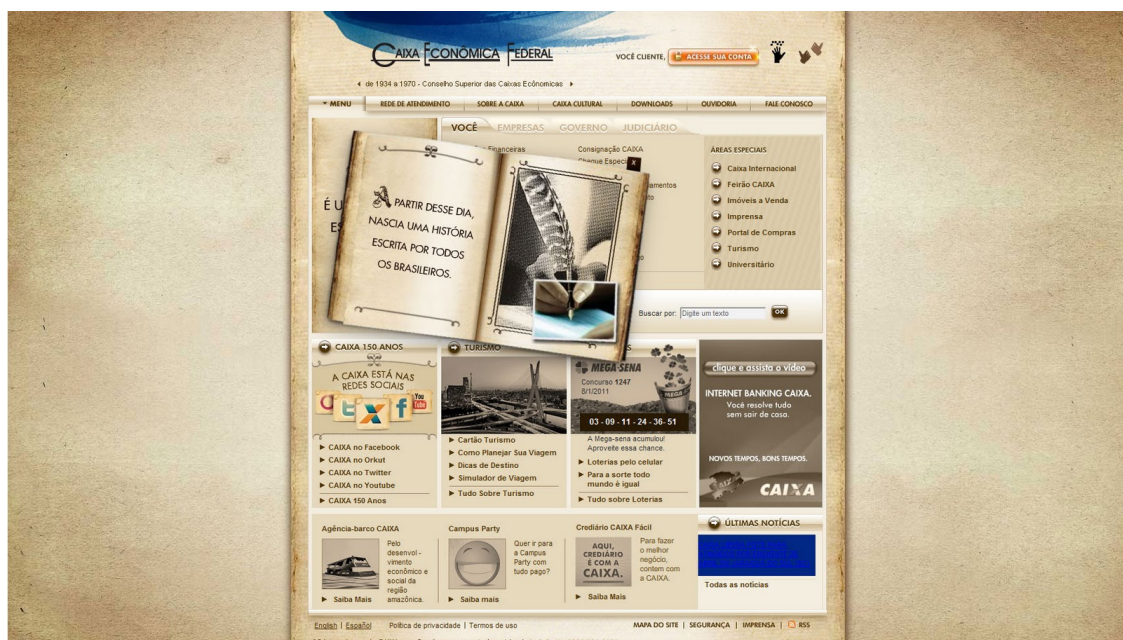 CAIXA ECONÔMICA FEDERAL
VOCÊ CLIENTE, ACESSE SUA CONTA
de 1934 a 1970 - Conselho Superior das Caixas Ecônomicas
MENU
REDE DE ATENDIMENTO
SOBRE A CAIXA
CAIXA CULTURAL
DOWNLOADS
OUVIDORIA
FALE CONOSCO
VOCÊ
EMPRESAS
GOVERNO
JUDICIÁRIO
Financeiras
Consignação CAIXA
Cheque Especi
X
É U
ES
A PARTIR DESSE DIA,
NASCIA UMA HISTÓRIA
ESCRITA POR TODOS
OS BRASILEIROS.
ÁREAS ESPECIAIS
Caixa Internacional
Feirão CAIXA
Imóveis a Venda
Imprensa
Portal de Compras
Turismo
Universitário
Buscar por: Digite um texto OK
CAIXA 150 ANOS
A CAIXA ESTÁ NAS
REDES SOCIAIS
You
Tube
CAIXA no Facebook
CAIXA no Orkut
CAIXA no Twitter
CAIXA no Youtube
CAIXA 150 Anos
TURISMO
Cartão Turismo
Como Planejar Sua Viagem
Dicas de Destino
Simulador de Viagem
Tudo Sobre Turismo
MEGA-SENA
Concurso 1247
8/1/2011
MEGA
03 - 09 - 11 - 24 - 36- 51
A Mega-sena acumulou!
Aproveite essa chance.
Loterias pelo celular
Para a sorte todo
mundo é igual
Tudo sobre Loterias
clique e assista o vídeo
INTERNET BANKING CAIXA.
Você resolve tudo
sem sair de casa.
NOVOS TEMPOS, BONS TEMPOS.
CAIXA
Agência-barco CAIXA
Pelo
desenvol -
vimento
econômico e
social da
região
amazônica.
Saiba Mais
Campus Party
Quer ir para
a Campus
Party com
tudo pago?
Saiba mais
Crediário CAIXA Fácil
AQUI,
CREDIÁRIO
É COM A
CAIXA.
Para fazer
o melhor
negócio,
contem com
a CAIXA.
Saiba Mais
ÚLTIMAS NOTÍCIAS
Todas as notícias
English | Español
Política de privacidade | Termos de uso
MAPA DO SITE | SEGURANÇA | IMPRENSA | RSS